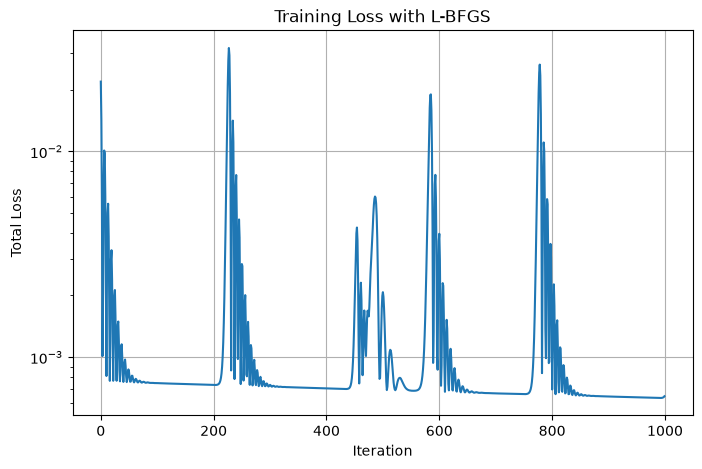 Training Loss with L-BFGS
Total Loss
10⁻²
10⁻³
0 200 400 600 800 1000
Iteration